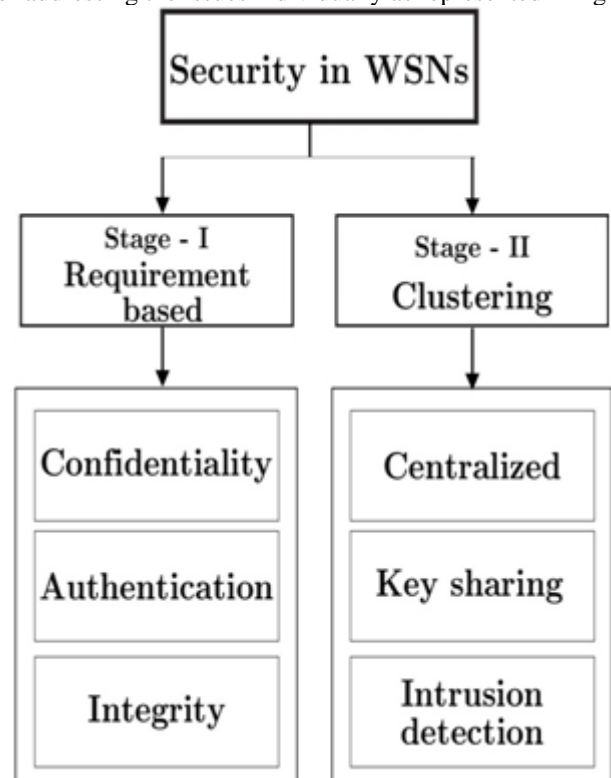 Security in WSNs
Stage - I
Requirement
based
Stage - II
Clustering
Confidentiality
Authentication
Integrity
Centralized
Key sharing
Intrusion
detection